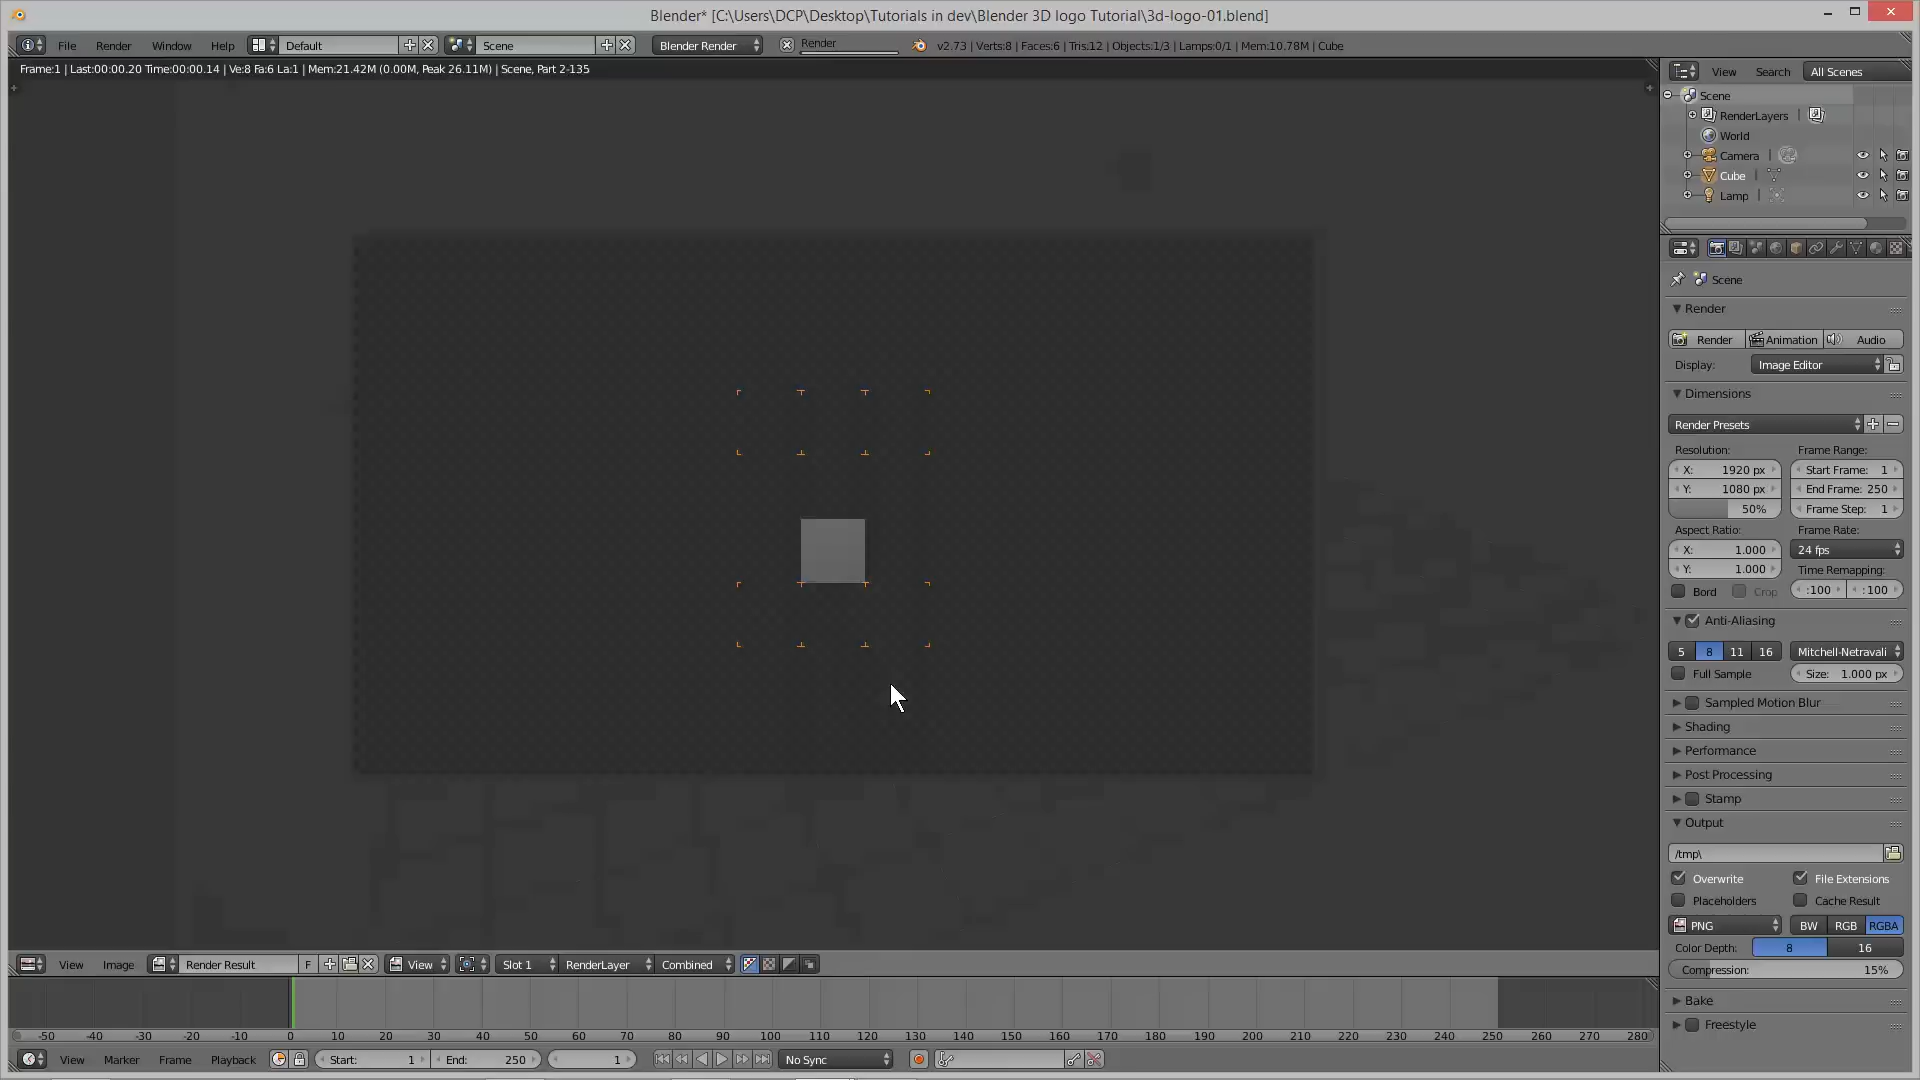 Blender* [C:\Users\DCP\Desktop\Tutorials in dev\Blender 3D logo Tutorial\3d-logo-01.blend]
File Render Window Help Default Scene Blender Render Render v2.73 | Verts:8 | Faces:6 | Tris:12 | Objects:1/3 | Lamps:0/1 | Mem:10.78M | Cube
Frame:1 | Last:00:00.20 Time:00:00.14 | Ve:8 Fa:6 La:1 | Mem:21.42M (0.00M, Peak 26.11M) | Scene, Part 2-135
View Search All Scenes
Scene
RenderLayers
World
Camera
Cube
Lamp
Scene
Render
Render Animation Audio
Display: Image Editor
Dimensions
Render Presets
Resolution: Frame Range:
X: 1920 px Start Frame: 1
Y: 1080 px End Frame: 250
50% Frame Step: 1
Aspect Ratio: Frame Rate:
X: 1.000 24 fps
Y: 1.000 Time Remapping:
Bord Crop :100 :100
Anti-Aliasing
5 8 11 16 Mitchell-Netravali
Full Sample Size: 1.000 px
Sampled Motion Blur
Shading
Performance
Post Processing
Stamp
Output
/tmp\
Overwrite File Extensions
Placeholders Cache Result
PNG BW RGB RGBA
Color Depth: 8 16
Compression: 15%
Bake
Freestyle
View Image Render Result F View Slot 1 RenderLayer Combined
-50 -40 -30 -20 -10 0 10 20 30 40 50 60 70 80 90 100 110 120 130 140 150 160 170 180 190 200 210 220 230 240 250 260 270 280
View Marker Frame Playback Start: 1 End: 250 1 No Sync